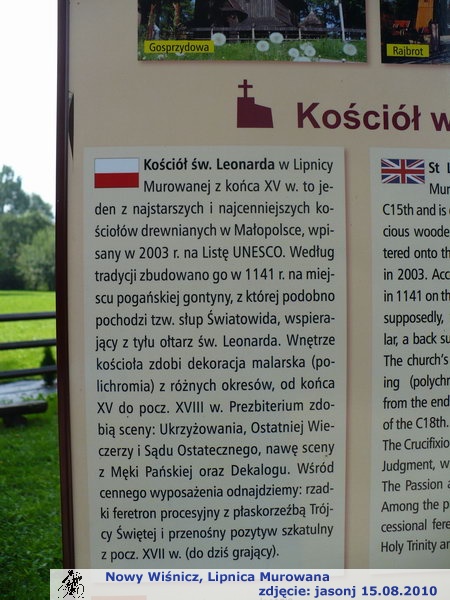 Gosprzydowa
Rajbrot
Kościół w
Kościół św. Leonarda w Lipnicy
Murowanej z końca XV w. to je-
den z najstarszych i najcenniejszych ko-
ściołów drewnianych w Małopolsce, wpi-
sany w 2003 r. na Listę UNESCO. Według
tradycji zbudowano go w 1141 r. na miej-
scu pogańskiej gontyny, z której podobno
pochodzi tzw. słup Światowida, wspiera-
jący z tyłu ołtarz św. Leonarda. Wnętrze
kościoła zdobi dekoracja malarska (po-
lichromia) z różnych okresów, od końca
XV do pocz. XVIII w. Prezbiterium zdo-
bią sceny: Ukrzyżowania, Ostatniej Wie-
czerzy i Sądu Ostatecznego, nawę sceny
z Męki Pańskiej oraz Dekalogu. Wśród
cennego wyposażenia odnajdziemy: rzad-
ki feretron procesyjny z płaskorzeźbą Trój-
cy Świętej i przenośny pozytyw szkatulny
z pocz. XVII w. (do dziś grający).
St L
Mur
C15th and is
cious woode
tered onto th
in 2003. Acc
in 1141 on th
supposedly,
lar, a back su
The church's
ing (polychr
from the end
of the C18th.
The Crucifixio
Judgment, w
The Passion a
Among the p
cessional fere
Holy Trinity an
Nowy Wiśnicz, Lipnica Murowana
zdjęcie: jasonj 15.08.2010